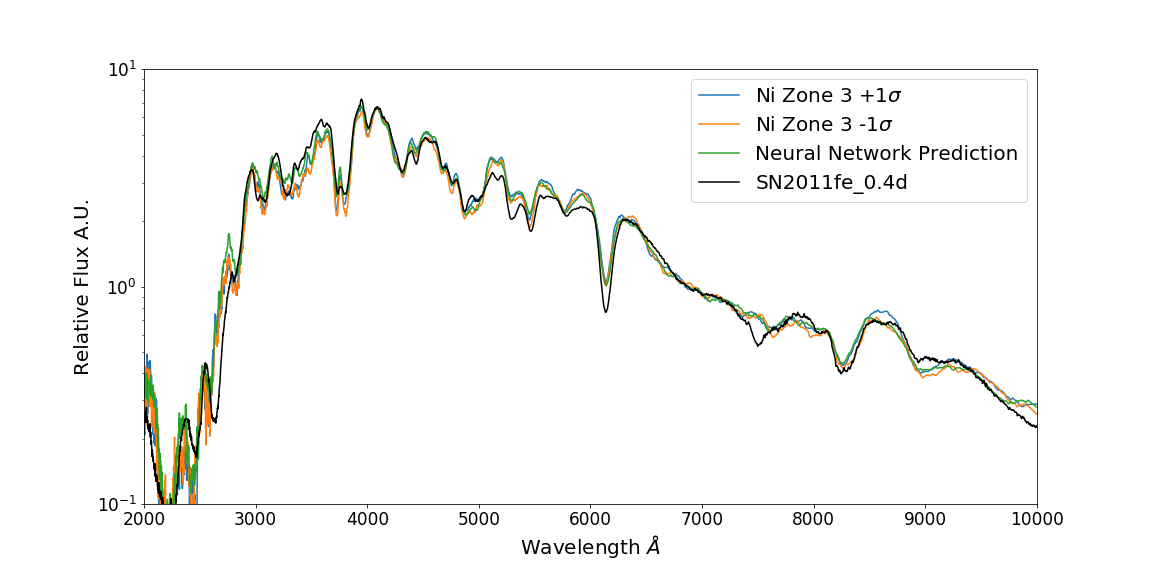 Ni Zone 3 +1σ
Ni Zone 3 -1σ
Neural Network Prediction
SN2011fe_0.4d
10¹
10⁰
10⁻¹
Relative Flux A.U.
2000 3000 4000 5000 6000 7000 8000 9000 10000
Wavelength Å